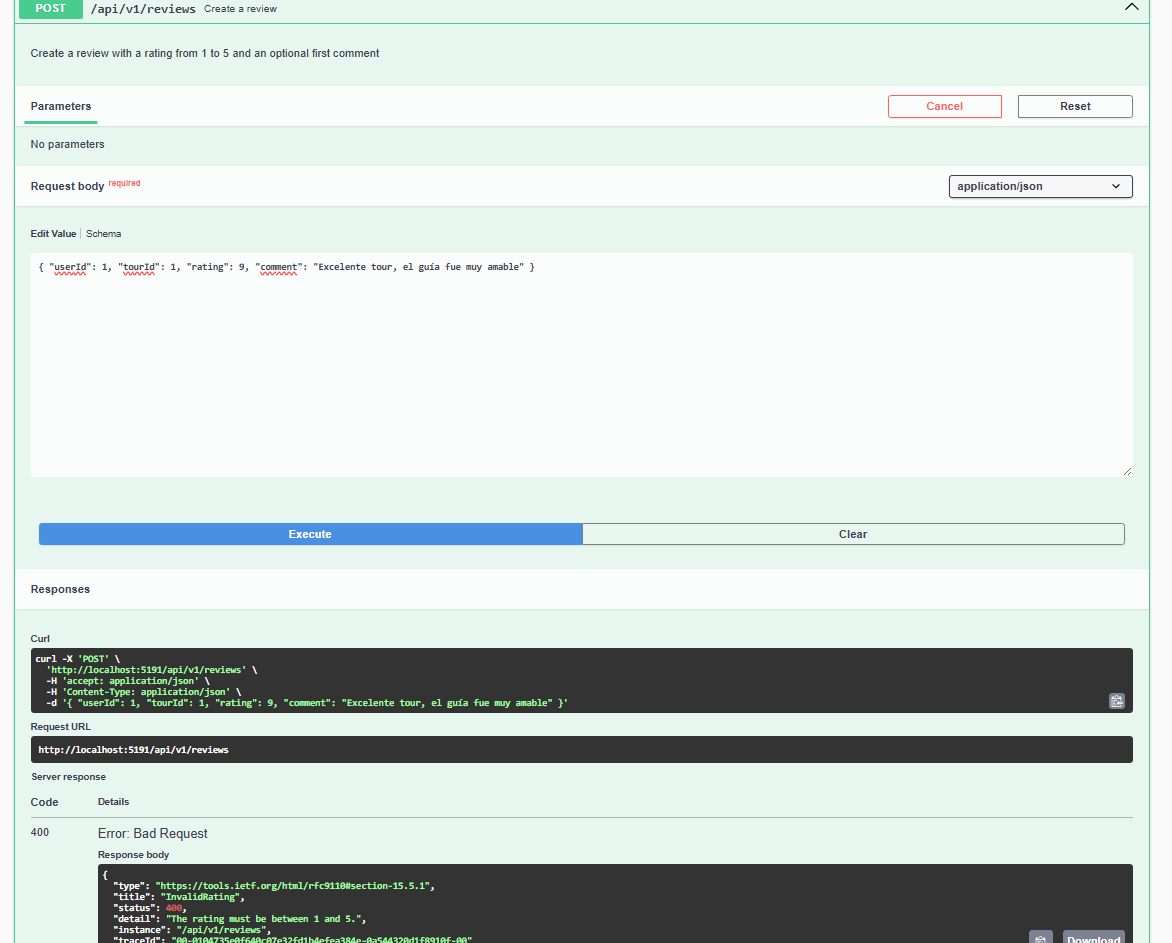 POST /api/v1/reviews Create a review
Create a review with a rating from 1 to 5 and an optional first comment
Parameters Cancel Reset
No parameters
Request body required application/json
Edit Value Schema
{ "userId": 1, "tourId": 1, "rating": 9, "comment": "Excelente tour, el guía fue muy amable" }
Execute Clear
Responses
Curl
curl -X 'POST' \
'http://localhost:5191/api/v1/reviews' \
-H 'accept: application/json' \
-H 'Content-Type: application/json' \
-d '{ "userId": 1, "tourId": 1, "rating": 9, "comment": "Excelente tour, el guía fue muy amable" }'
Request URL
http://localhost:5191/api/v1/reviews
Server response
Code Details
400 Error: Bad Request
Response body
{
"type": "https://tools.ietf.org/html/rfc9110#section-15.5.1",
"title": "InvalidRating",
"status": 400,
"detail": "The rating must be between 1 and 5.",
"instance": "/api/v1/reviews",
"traceId": Download